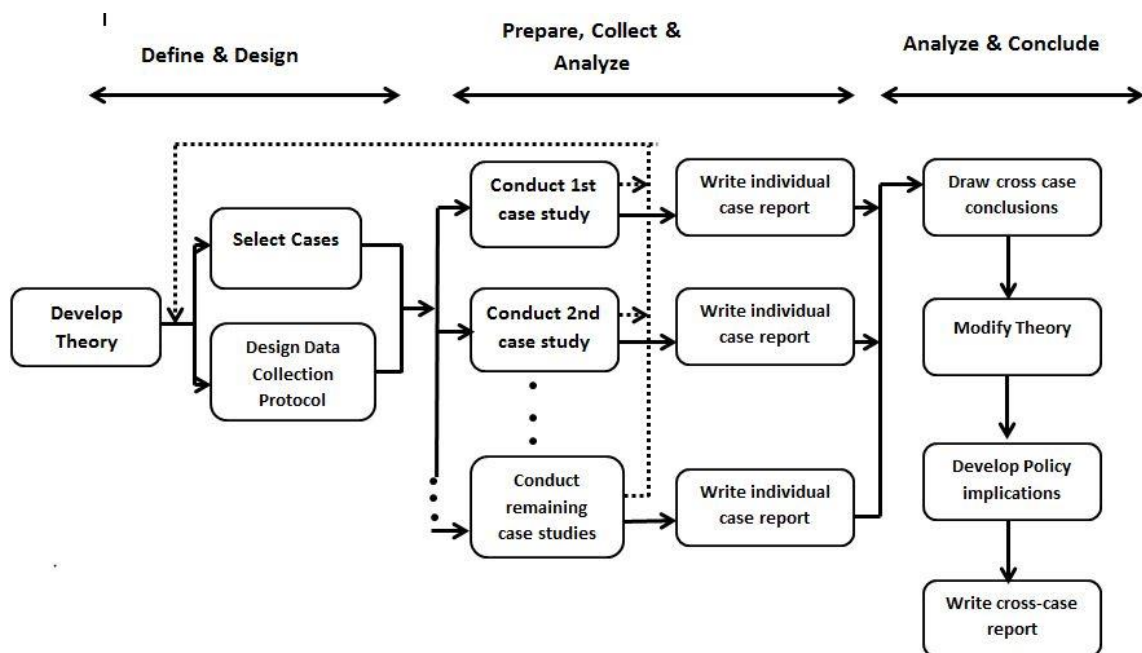 I
Define & Design
Prepare, Collect &
Analyze
Analyze & Conclude
Develop
Theory
Select Cases
Design Data
Collection
Protocol
Conduct 1st
case study
Write individual
case report
Conduct 2nd
case study
Write individual
case report
Conduct
remaining
case studies
Write individual
case report
Draw cross case
conclusions
Modify Theory
Develop Policy
implications
Write cross-case
report